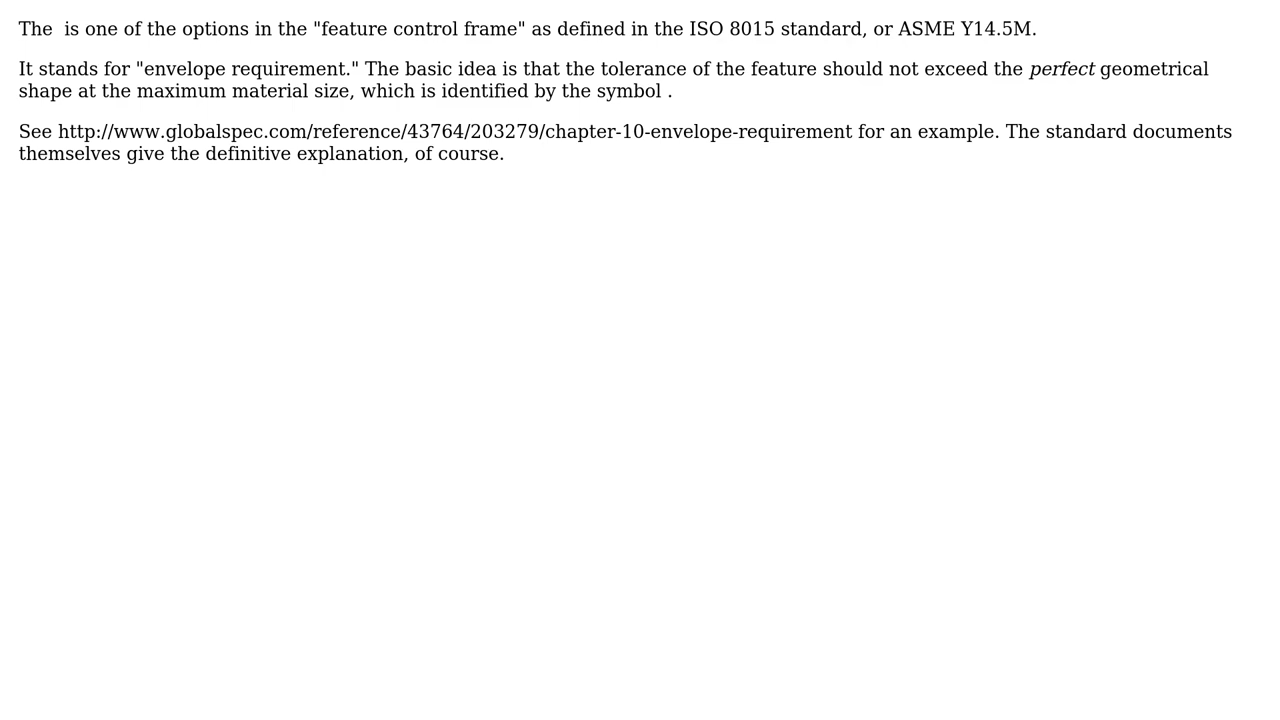 The  is one of the options in the "feature control frame" as defined in the ISO 8015 standard, or ASME Y14.5M.
It stands for "envelope requirement." The basic idea is that the tolerance of the feature should not exceed the perfect geometrical
shape at the maximum material size, which is identified by the symbol .
See http://www.globalspec.com/reference/43764/203279/chapter-10-envelope-requirement for an example. The standard documents
themselves give the definitive explanation, of course.